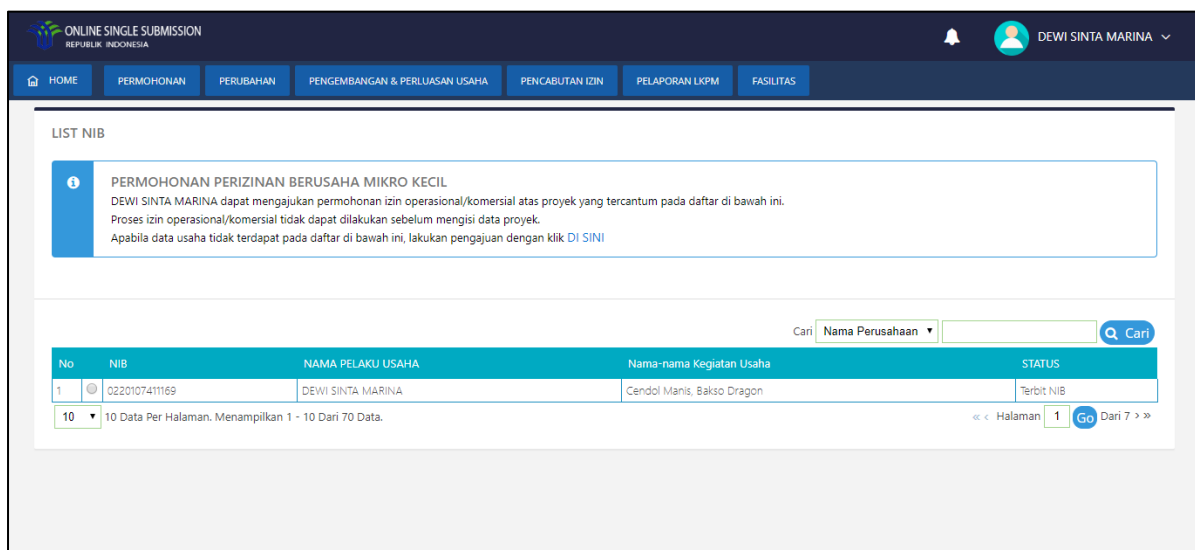 ONLINE SINGLE SUBMISSION
REPUBLIK INDONESIA
DEWI SINTA MARINA
HOME PERMOHONAN PERUBAHAN PENGEMBANGAN & PERLUASAN USAHA PENCABUTAN IZIN PELAPORAN LKPM FASILITAS
LIST NIB
PERMOHONAN PERIZINAN BERUSAHA MIKRO KECIL
DEWI SINTA MARINA dapat mengajukan permohonan izin operasional/komersial atas proyek yang tercantum pada daftar di bawah ini.
Proses izin operasional/komersial tidak dapat dilakukan sebelum mengisi data proyek.
Apabila data usaha tidak terdapat pada daftar di bawah ini, lakukan pengajuan dengan klik DI SINI
Cari Nama Perusahaan Cari
No NIB NAMA PELAKU USAHA Nama-nama Kegiatan Usaha STATUS
1 0220107411169 DEWI SINTA MARINA Cendol Manis, Bakso Dragon Terbit NIB
10 10 Data Per Halaman. Menampilkan 1 - 10 Dari 70 Data. « ‹ Halaman 1 Go Dari 7 › »